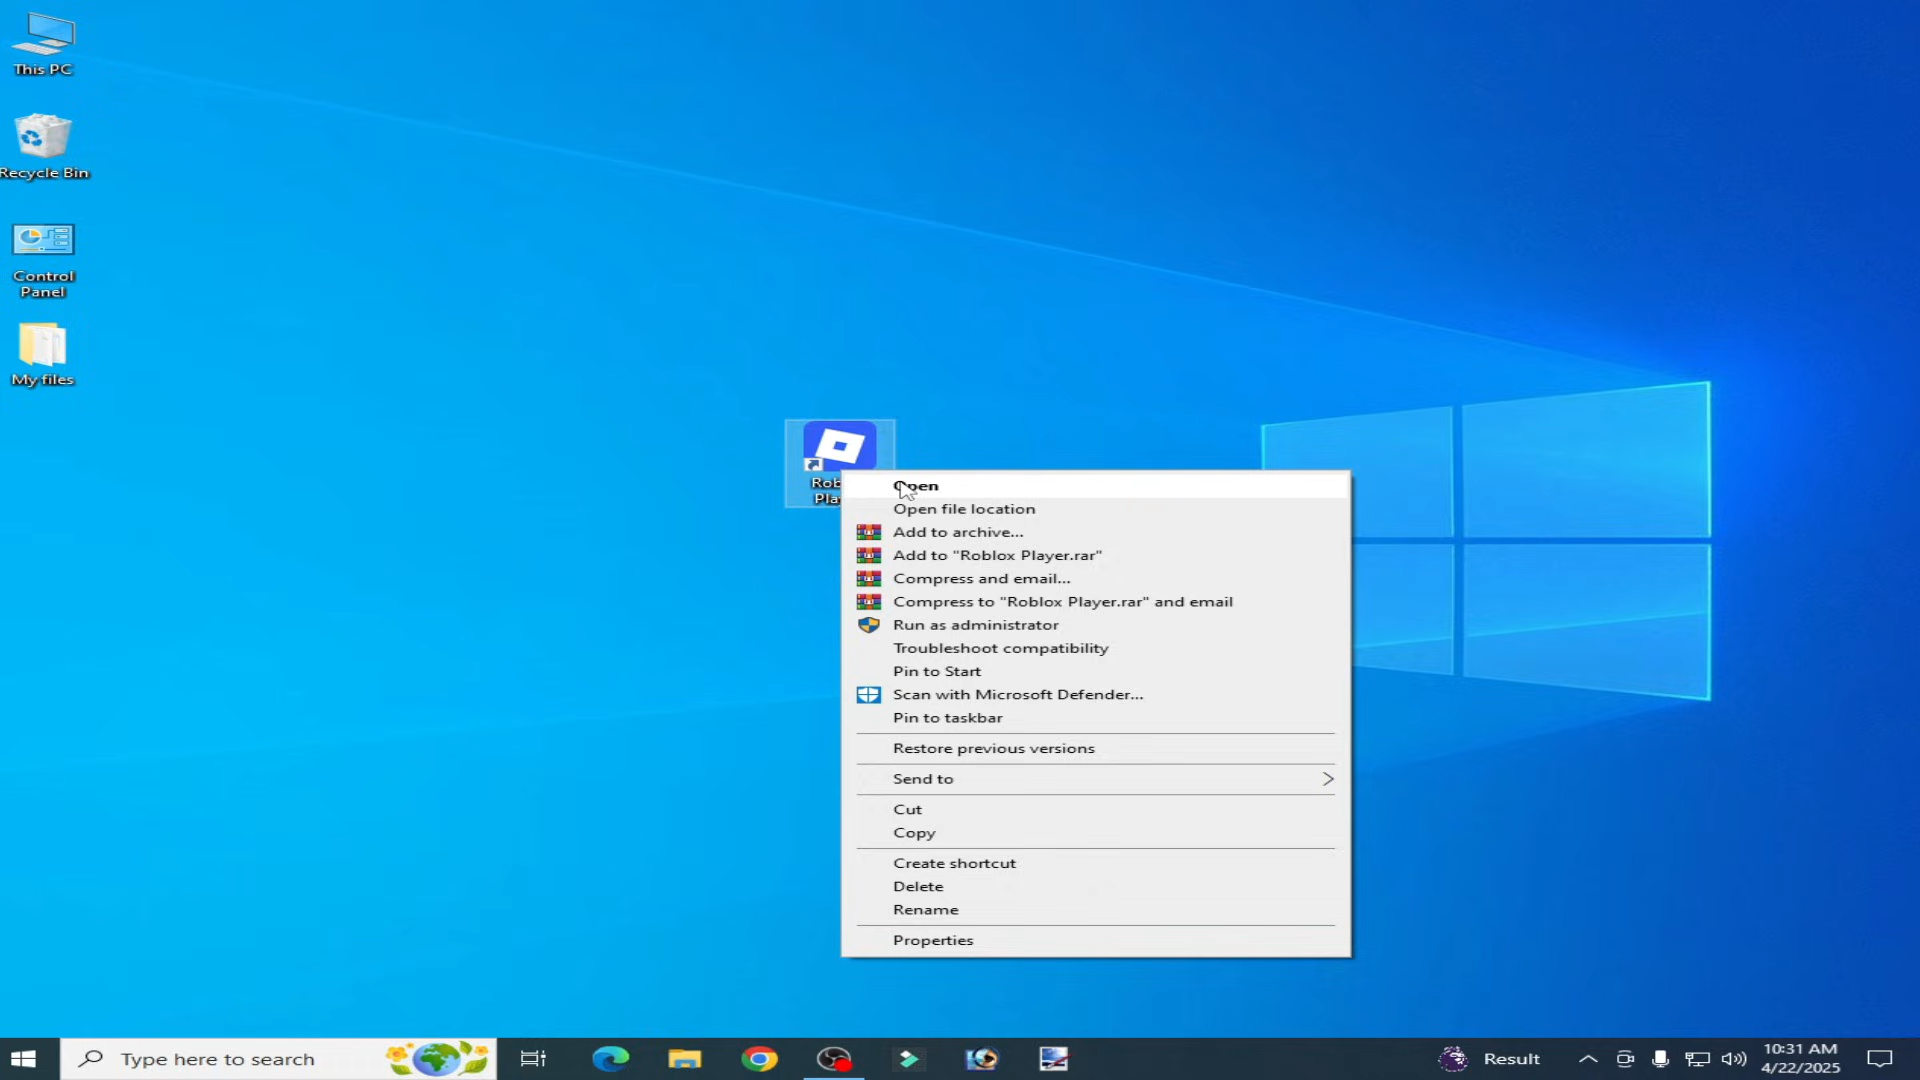 This PC
Recycle Bin
Control
Panel
My files
Open
Open file location
Add to archive...
Add to "Roblox Player.rar"
Compress and email...
Compress to "Roblox Player.rar" and email
Run as administrator
Troubleshoot compatibility
Pin to Start
Scan with Microsoft Defender...
Pin to taskbar
Restore previous versions
Send to
Cut
Copy
Create shortcut
Delete
Rename
Properties
Type here to search
Result
10:31 AM
4/22/2025